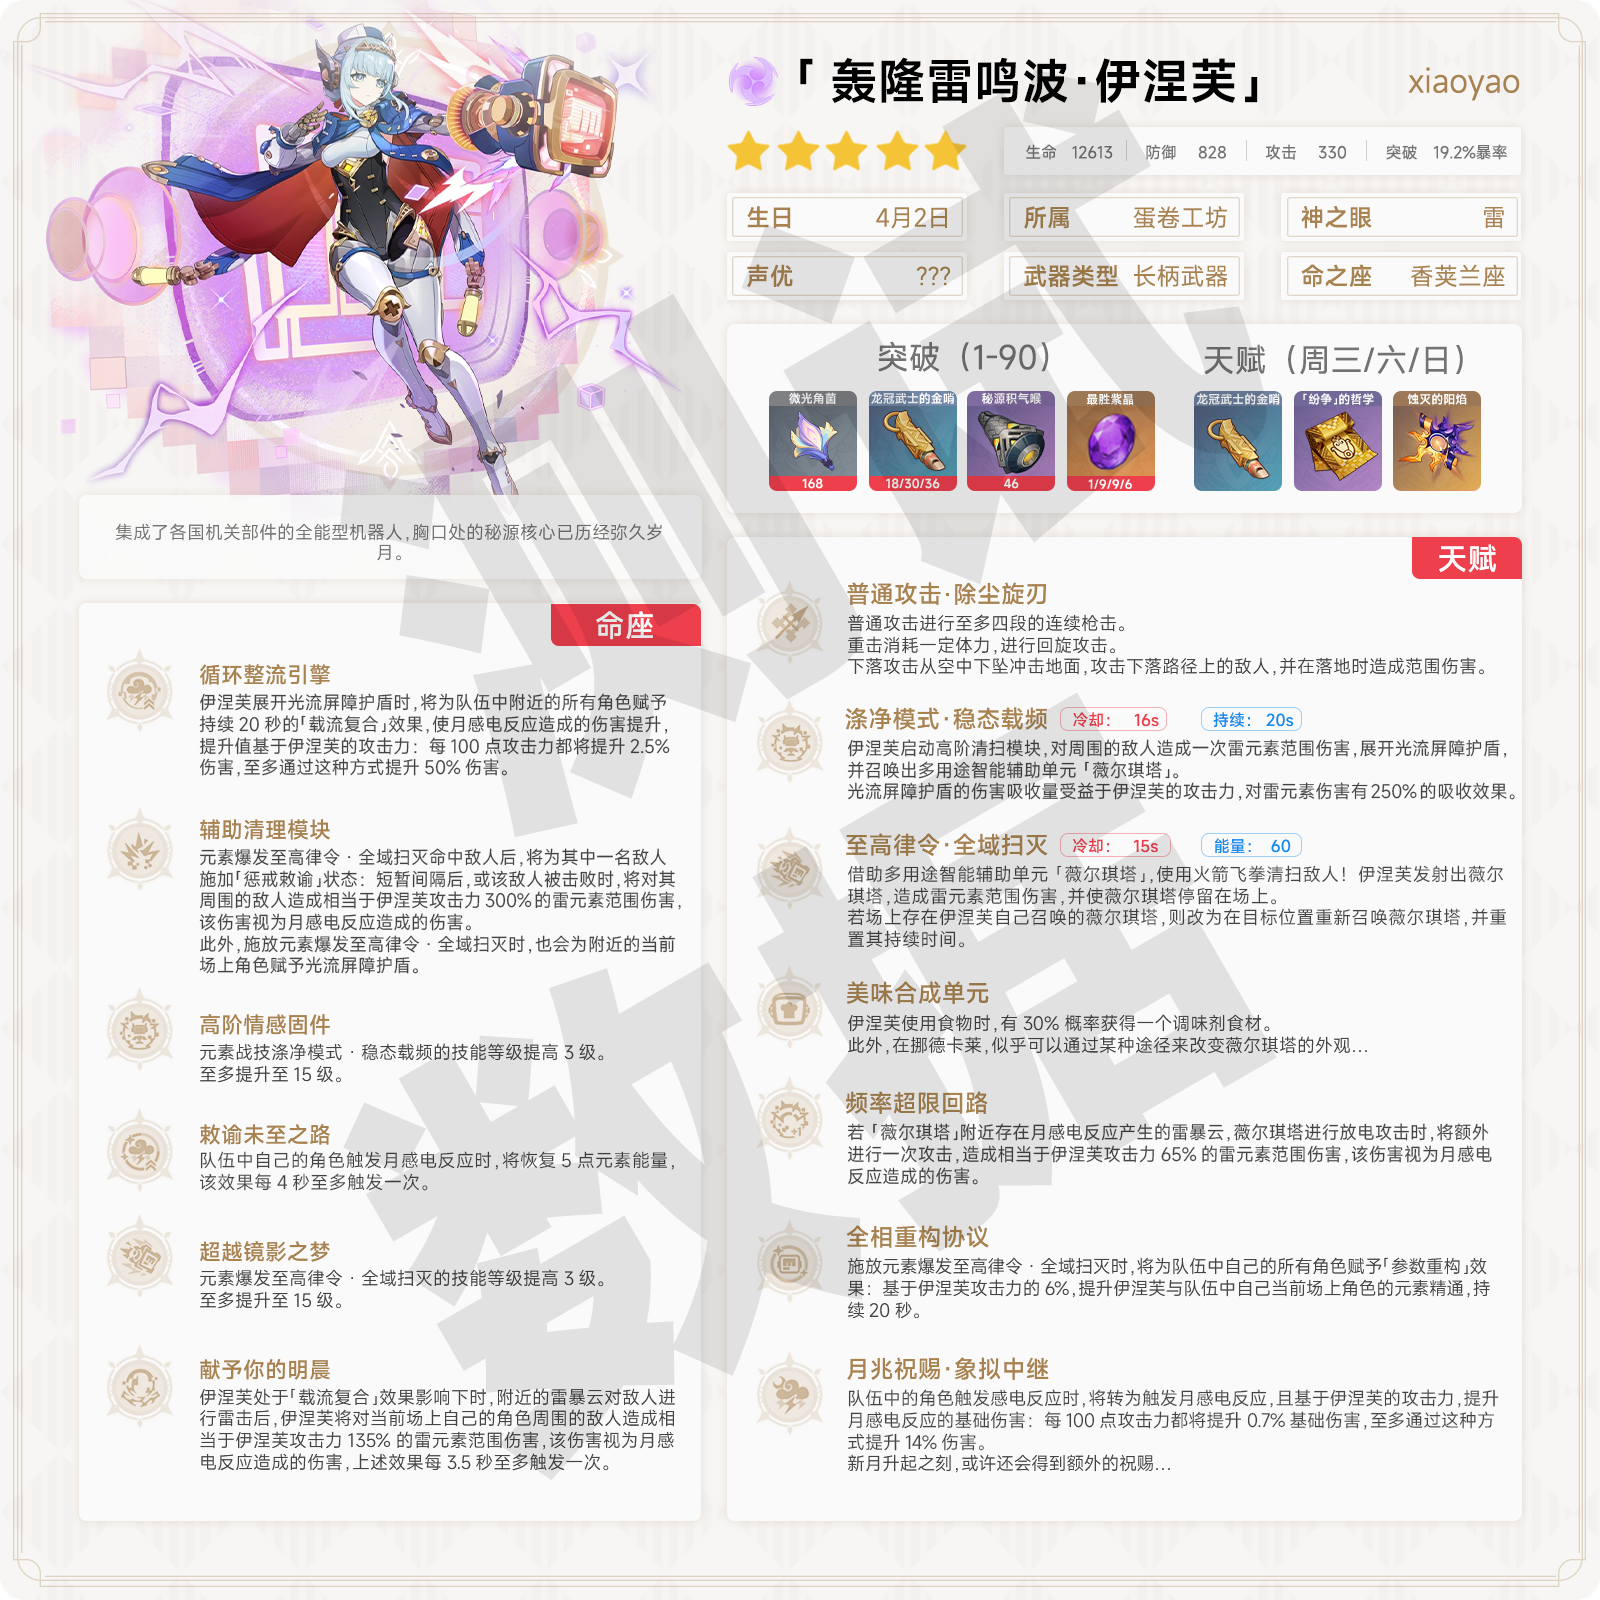 「 轰隆雷鸣波·伊涅芙」
xiaoyao
生命 12613 防御 828 攻击 330 突破 19.2%暴率
生日 4月2日
所属 蛋卷工坊
神之眼 雷
声优 ???
武器类型 长柄武器
命之座 香荚兰座
突破（1-90）
天赋（周三/六/日）
微光角菌
168
龙冠武士的金哨
18/30/36
秘源积气喉
46
最胜紫晶
1/9/9/6
龙冠武士的金哨
「纷争」的哲学
蚀灭的阳焰
集成了各国机关部件的全能型机器人,胸口处的秘源核心已历经弥久岁
月。
命座
循环整流引擎
伊涅芙展开光流屏障护盾时,将为队伍中附近的所有角色赋予
持续 20 秒的「载流复合」效果,使月感电反应造成的伤害提升,
提升值基于伊涅芙的攻击力：每 100 点攻击力都将提升 2.5%
伤害,至多通过这种方式提升 50% 伤害。
辅助清理模块
元素爆发至高律令 · 全域扫灭命中敌人后,将为其中一名敌人
施加「惩戒敕谕」状态：短暂间隔后,或该敌人被击败时,将对其
周围的敌人造成相当于伊涅芙攻击力 300% 的雷元素范围伤害,
该伤害视为月感电反应造成的伤害。
此外,施放元素爆发至高律令 · 全域扫灭时,也会为附近的当前
场上角色赋予光流屏障护盾。
高阶情感固件
元素战技涤净模式 · 稳态载频的技能等级提高 3 级。
至多提升至 15 级。
敕谕未至之路
队伍中自己的角色触发月感电反应时,将恢复 5 点元素能量,
该效果每 4 秒至多触发一次。
超越镜影之梦
元素爆发至高律令 · 全域扫灭的技能等级提高 3 级。
至多提升至 15 级。
献予你的明晨
伊涅芙处于「载流复合」效果影响下时,附近的雷暴云对敌人进
行雷击后,伊涅芙将对当前场上自己的角色周围的敌人造成相
当于伊涅芙攻击力 135% 的雷元素范围伤害,该伤害视为月感
电反应造成的伤害,上述效果每 3.5 秒至多触发一次。
天赋
普通攻击·除尘旋刃
普通攻击进行至多四段的连续枪击。
重击消耗一定体力,进行回旋攻击。
下落攻击从空中下坠冲击地面,攻击下落路径上的敌人,并在落地时造成范围伤害。
涤净模式·稳态载频 冷却： 16s 持续： 20s
伊涅芙启动高阶清扫模块,对周围的敌人造成一次雷元素范围伤害,展开光流屏障护盾,
并召唤出多用途智能辅助单元「薇尔琪塔」。
光流屏障护盾的伤害吸收量受益于伊涅芙的攻击力,对雷元素伤害有250%的吸收效果。
至高律令·全域扫灭 冷却： 15s 能量： 60
借助多用途智能辅助单元「薇尔琪塔」,使用火箭飞拳清扫敌人！伊涅芙发射出薇尔
琪塔,造成雷元素范围伤害,并使薇尔琪塔停留在场上。
若场上存在伊涅芙自己召唤的薇尔琪塔,则改为在目标位置重新召唤薇尔琪塔,并重
置其持续时间。
美味合成单元
伊涅芙使用食物时,有 30% 概率获得一个调味剂食材。
此外,在挪德卡莱,似乎可以通过某种途径来改变薇尔琪塔的外观…
频率超限回路
若「薇尔琪塔」附近存在月感电反应产生的雷暴云,薇尔琪塔进行放电攻击时,将额外
进行一次攻击,造成相当于伊涅芙攻击力 65% 的雷元素范围伤害,该伤害视为月感电
反应造成的伤害。
全相重构协议
施放元素爆发至高律令 · 全域扫灭时,将为队伍中自己的所有角色赋予「参数重构」效
果：基于伊涅芙攻击力的 6%,提升伊涅芙与队伍中自己当前场上角色的元素精通,持
续 20 秒。
月兆祝赐·象拟中继
队伍中的角色触发感电反应时,将转为触发月感电反应,且基于伊涅芙的攻击力,提升
月感电反应的基础伤害：每 100 点攻击力都将提升 0.7% 基础伤害,至多通过这种方
式提升 14% 伤害。
新月升起之刻,或许还会得到额外的祝赐…
测试
数据